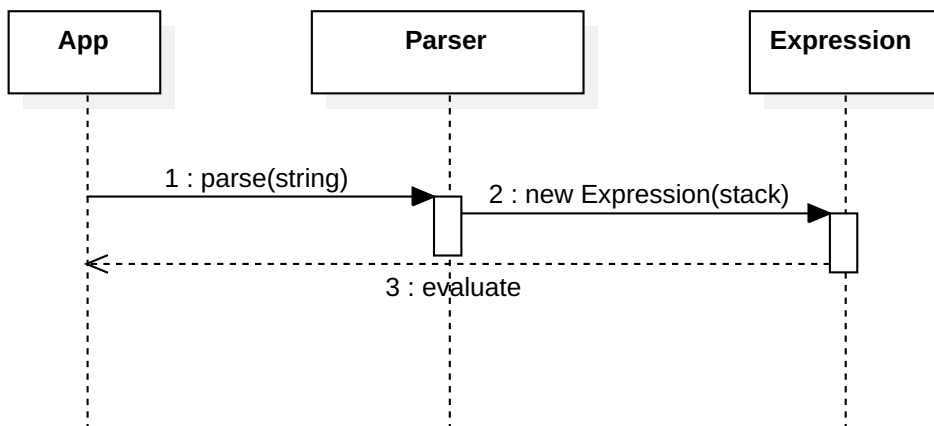 App
Parser
Expression
1 : parse(string)
2 : new Expression(stack)
3 : evaluate